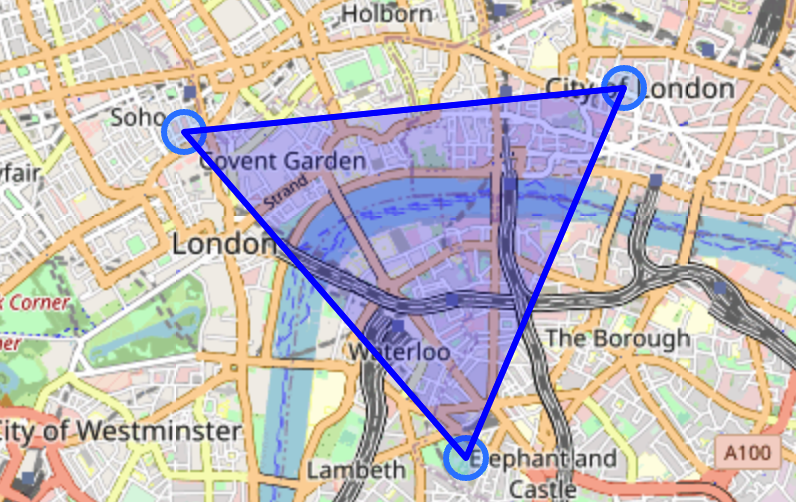 Holborn
City of London
Soho
Covent Garden
yfair
Strand
London
k Corner
ner
The Borough
Waterloo
City of Westminster
A100
Lambeth
Elephant and
Castle